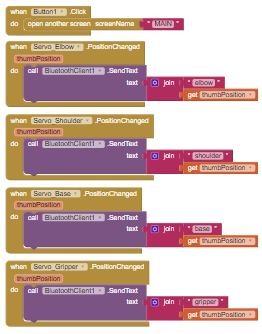 when Button1 .Click
do open another screen screenName " MAIN "
when Servo_Elbow .PositionChanged
thumbPosition
do call BluetoothClient1 .SendText
text join " elbow "
get thumbPosition
when Servo_Shoulder .PositionChanged
thumbPosition
do call BluetoothClient1 .SendText
text join " shoulder "
get thumbPosition
when Servo_Base .PositionChanged
thumbPosition
do call BluetoothClient1 .SendText
text join " base "
get thumbPosition
when Servo_Gripper .PositionChanged
thumbPosition
do call BluetoothClient1 .SendText
text join " gripper "
get thumbPosition